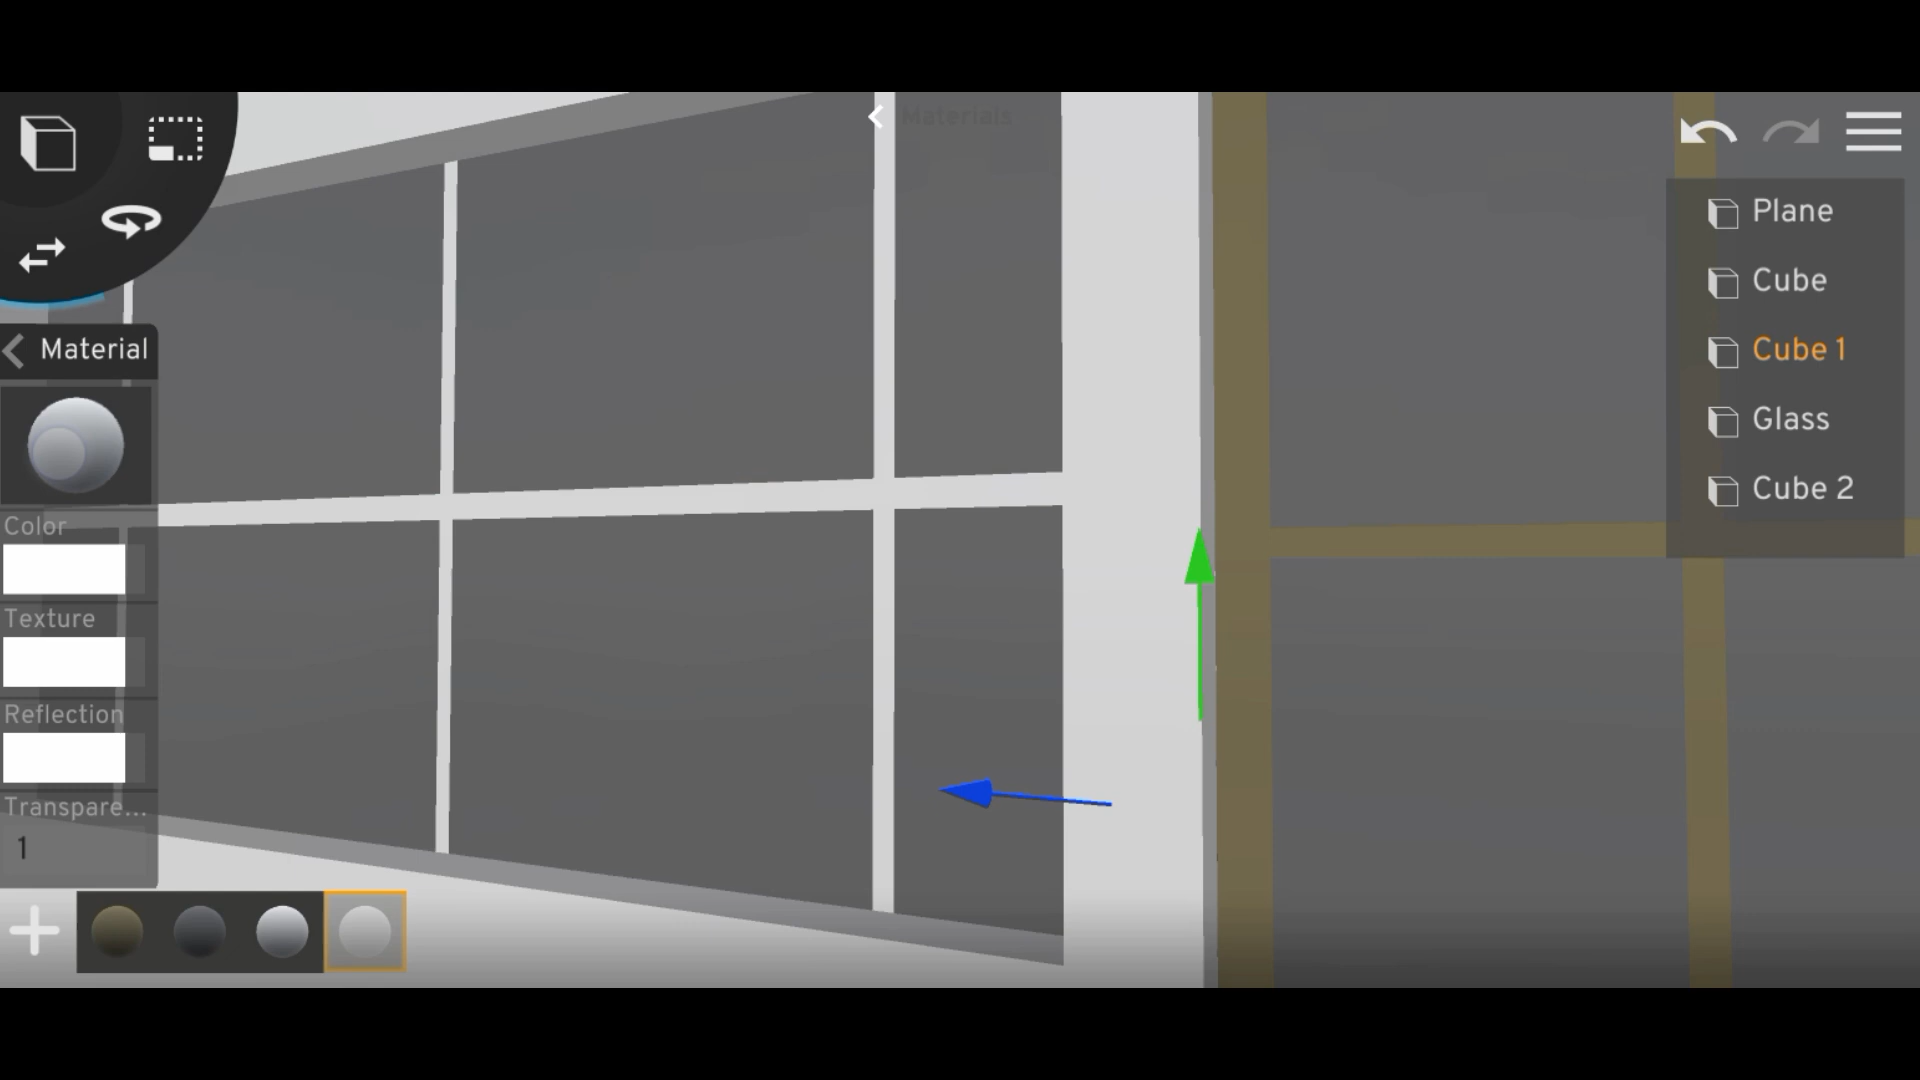 Materials
Plane
Cube
Cube 1
Glass
Cube 2
Material
Color
Texture
Reflection
Transpare...
1